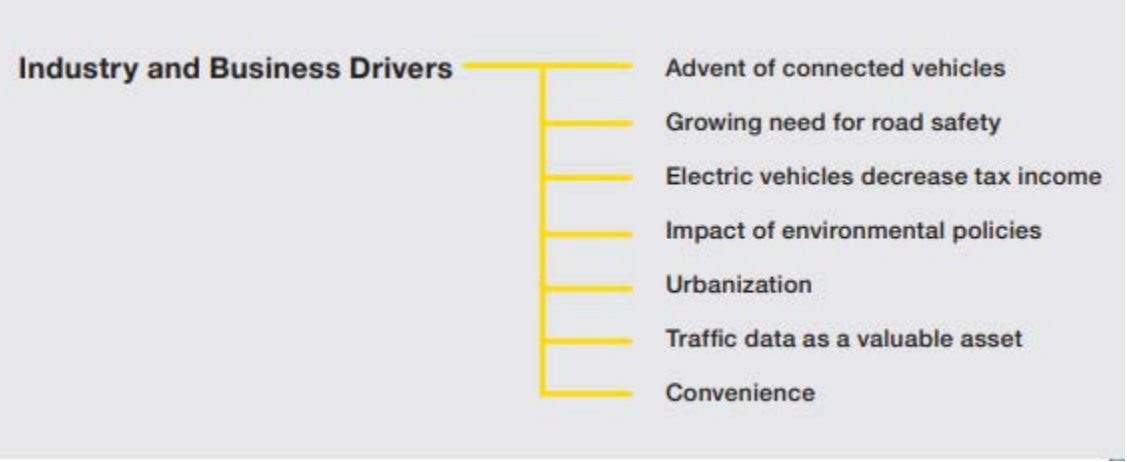 Industry and Business Drivers
Advent of connected vehicles
Growing need for road safety
Electric vehicles decrease tax income
Impact of environmental policies
Urbanization
Traffic data as a valuable asset
Convenience